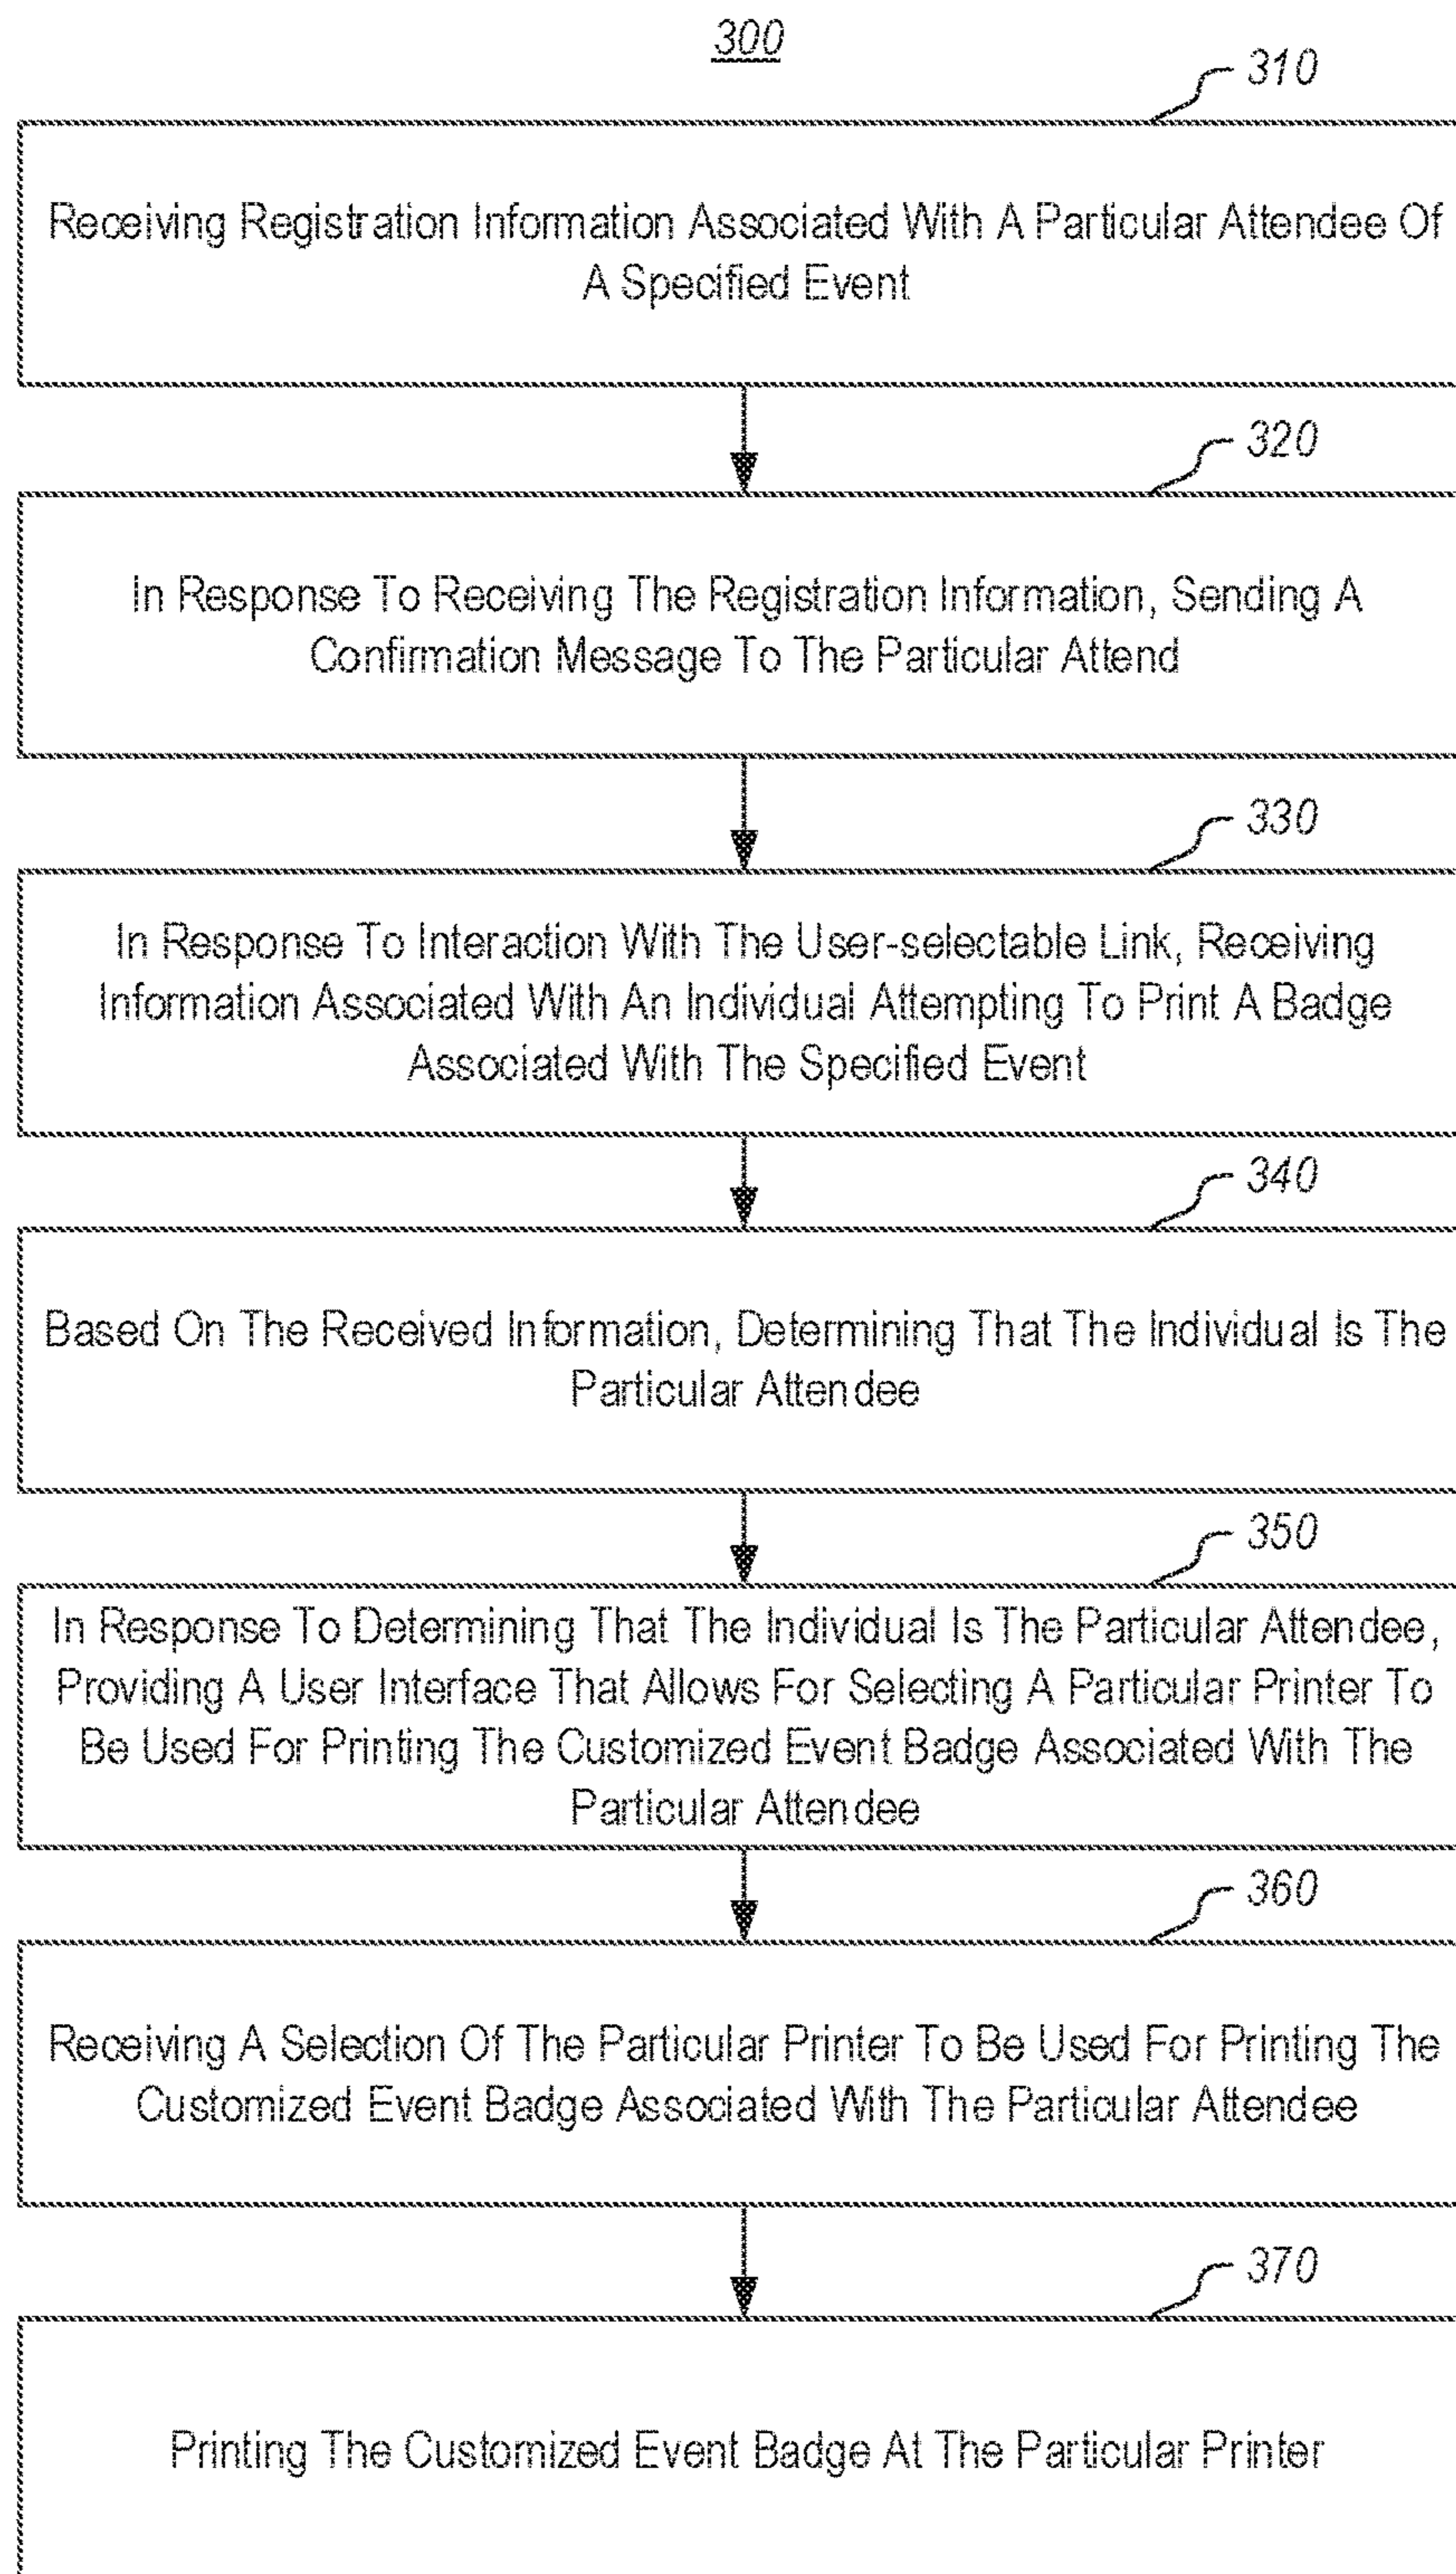 300
310
Receiving Registration Information Associated With A Particular Attendee Of
A Specified Event
320
In Response To Receiving The Registration Information, Sending A
Confirmation Message To The Particular Attend
330
In Response To Interaction With The User-selectable Link, Receiving
Information Associated With An Individual Attempting To Print A Badge
Associated With The Specified Event
340
Based On The Received Information, Determining That The Individual Is The
Particular Attendee
350
In Response To Determining That The Individual Is The Particular Attendee,
Providing A User Interface That Allows For Selecting A Particular Printer To
Be Used For Printing The Customized Event Badge Associated With The
Particular Attendee
360
Receiving A Selection Of The Particular Printer To Be Used For Printing The
Customized Event Badge Associated With The Particular Attendee
370
Printing The Customized Event Badge At The Particular Printer